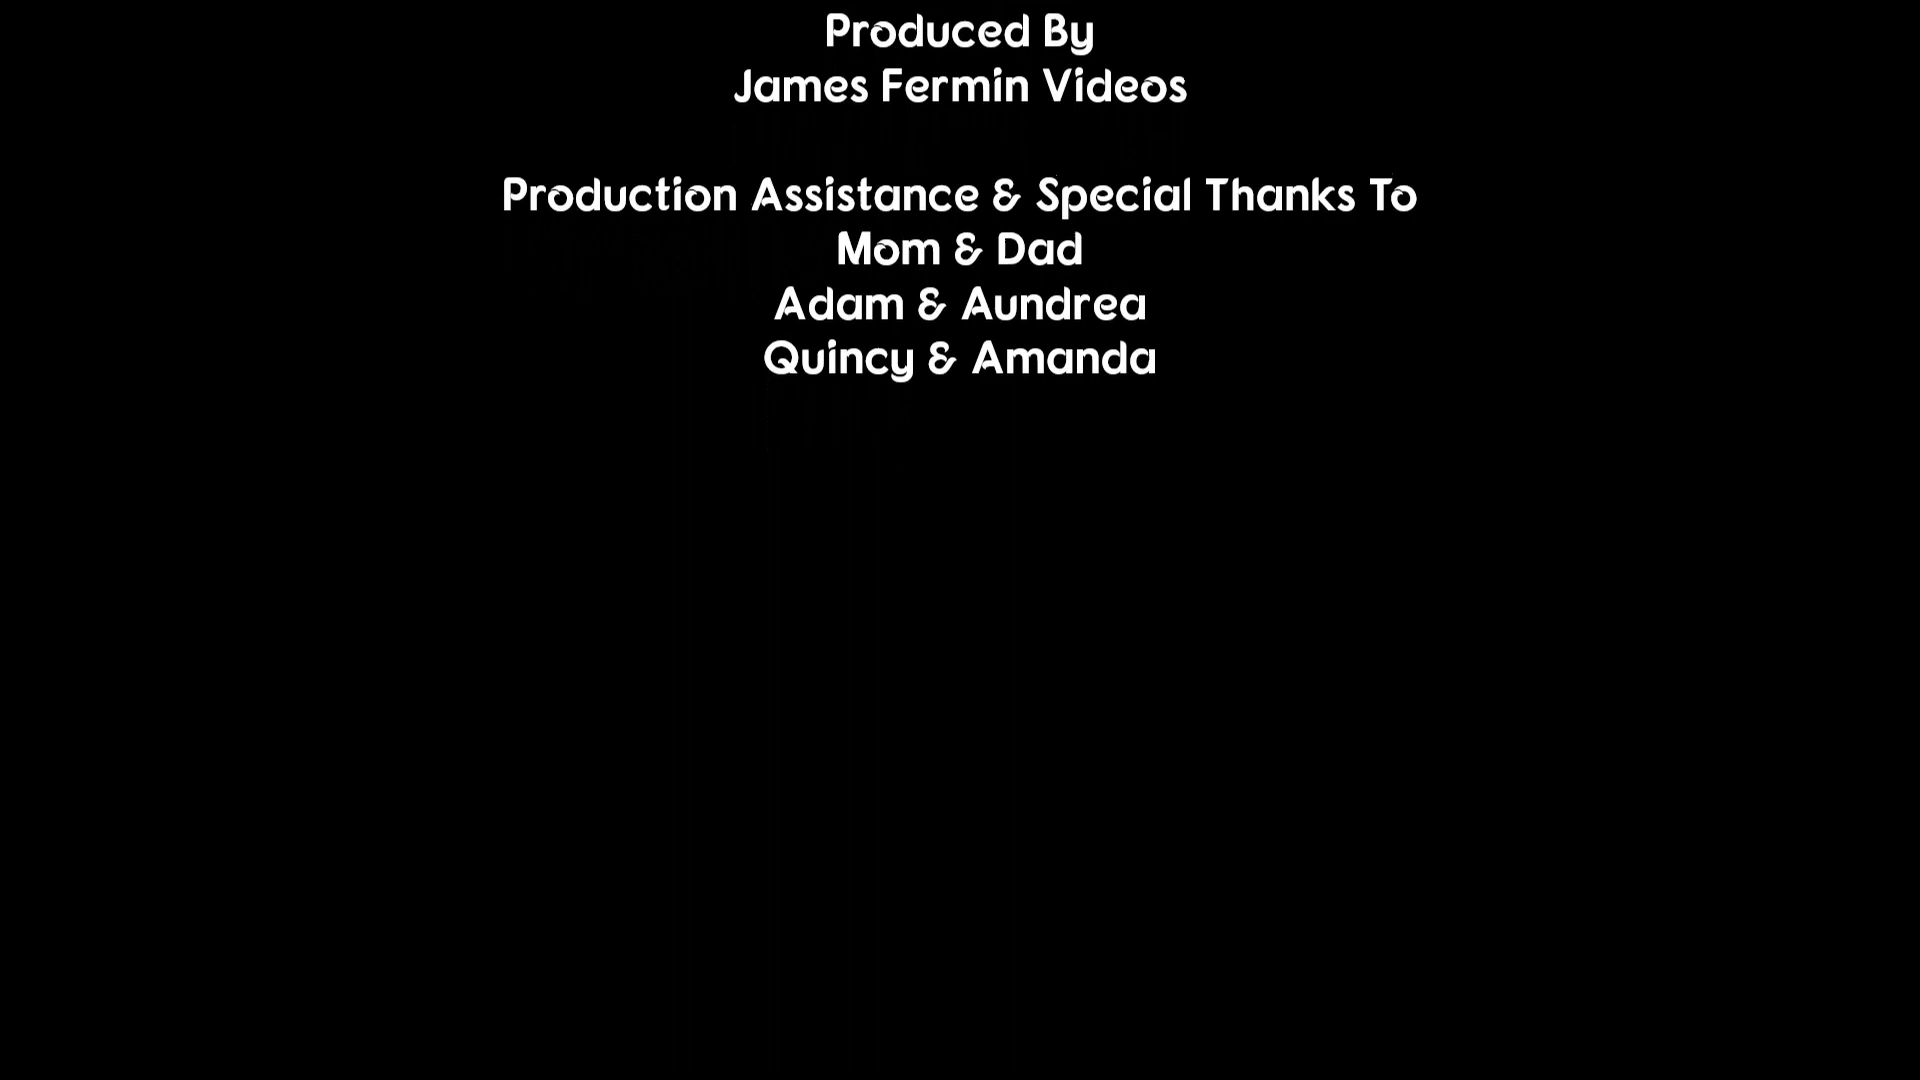 Produced By
James Fermin Videos
Production Assistance & Special Thanks To
Mom & Dad
Adam & Aundrea
Quincy & Amanda